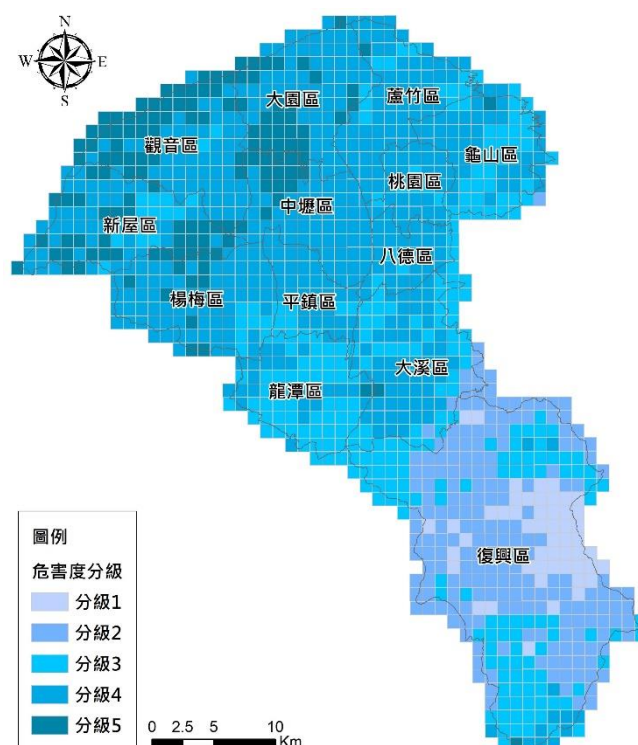 N
W E
S
大園區
蘆竹區
觀音區
龜山區
桃園區
中壢區
新屋區
八德區
楊梅區
平鎮區
大溪區
龍潭區
復興區
圖例
危害度分級
分級1
分級2
分級3
分級4
分級5
0 2.5 5 10
Km